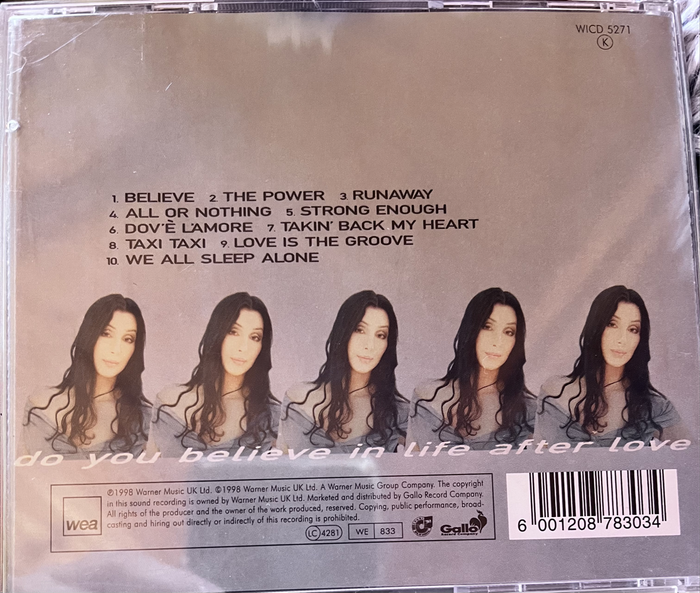 WICD 5271
K
1. BELIEVE 2. THE POWER 3. RUNAWAY
4. ALL OR NOTHING 5. STRONG ENOUGH
6. DOV'È L'AMORE 7. TAKIN' BACK MY HEART
8. TAXI TAXI 9. LOVE IS THE GROOVE
10. WE ALL SLEEP ALONE
do you believe in life after love
wea
℗1998 Warner Music UK Ltd. ©1998 Warner Music UK Ltd. A Warner Music Group Company. The copyright
in this sound recording is owned by Warner Music UK Ltd. Marketed and distributed by Gallo Record Company.
All rights of the producer and the owner of the work produced, reserved. Copying, public performance, broad-
casting and hiring out directly or indirectly of this recording is prohibited.
LC 4281 WE 833 Gallo
6 001208 783034